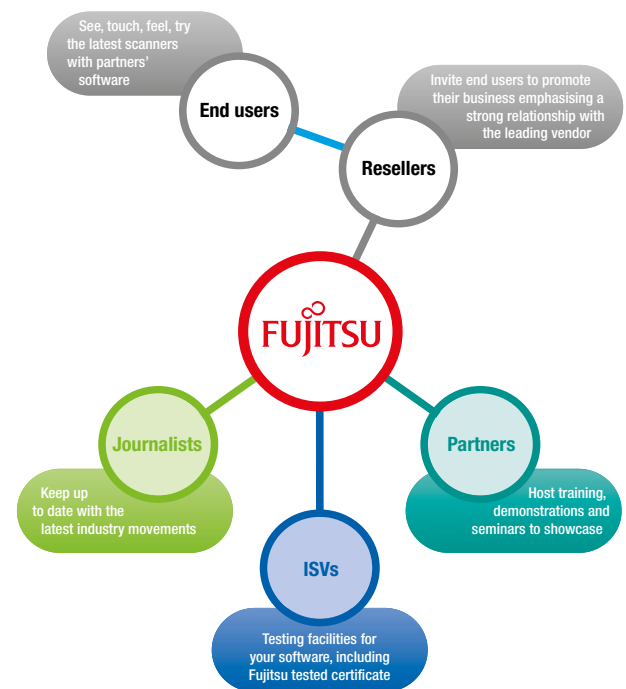 See, touch, feel, try
the latest scanners
with partners'
software
End users
Invite end users to promote
their business emphasising a
strong relationship with
the leading vendor
Resellers
FUJITSU
Journalists
Keep up
to date with the
latest industry movements
Partners
Host training,
demonstrations and
seminars to showcase
ISVs
Testing facilities for
your software, including
Fujitsu tested certificate